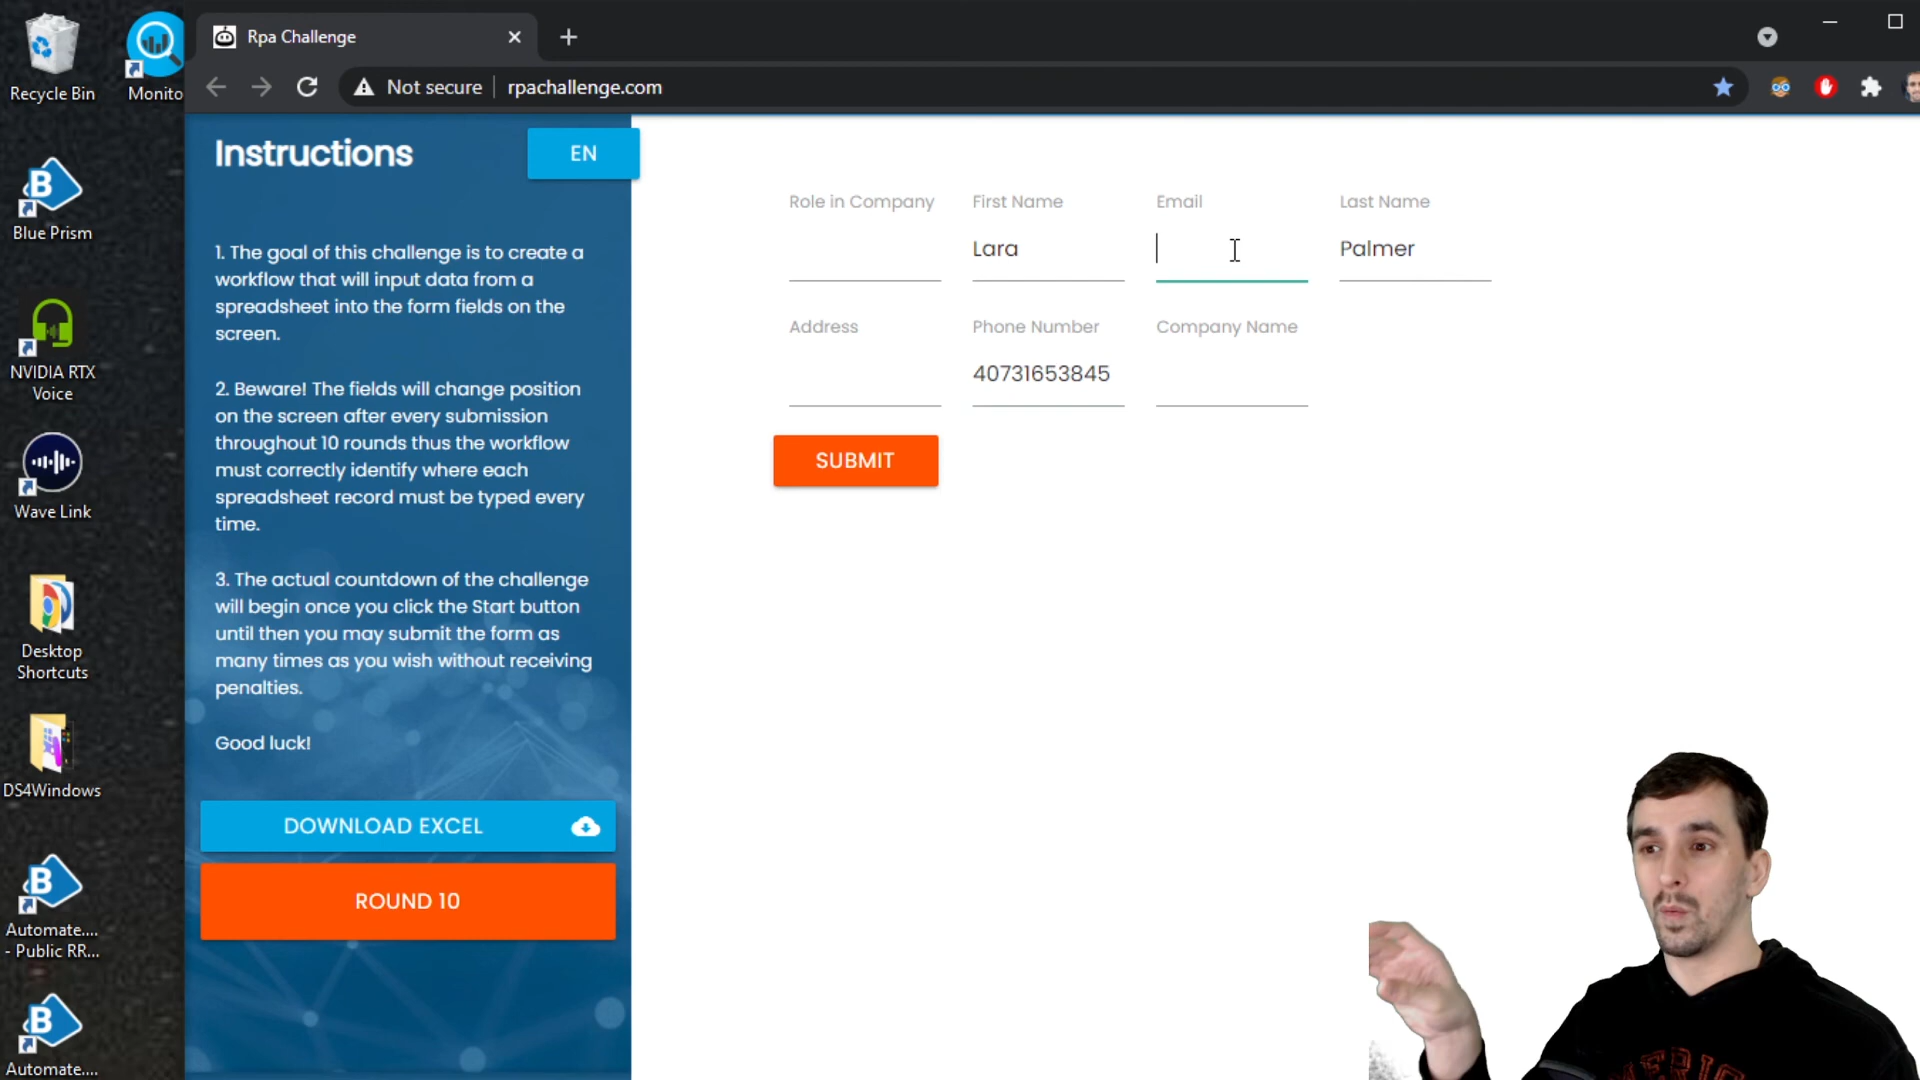 Recycle Bin
Monito
Blue Prism
NVIDIA RTX
Voice
Wave Link
Desktop
Shortcuts
DS4Windows
Automate....
- Public RR...
Automate....
Rpa Challenge
Not secure
rpachallenge.com
Instructions
EN
1. The goal of this challenge is to create a
workflow that will input data from a
spreadsheet into the form fields on the
screen.
2. Beware! The fields will change position
on the screen after every submission
throughout 10 rounds thus the workflow
must correctly identify where each
spreadsheet record must be typed every
time.
3. The actual countdown of the challenge
will begin once you click the Start button
until then you may submit the form as
many times as you wish without receiving
penalties.
Good luck!
DOWNLOAD EXCEL
ROUND 10
Role in Company
First Name
Email
Last Name
Lara
Palmer
Address
Phone Number
Company Name
40731653845
SUBMIT